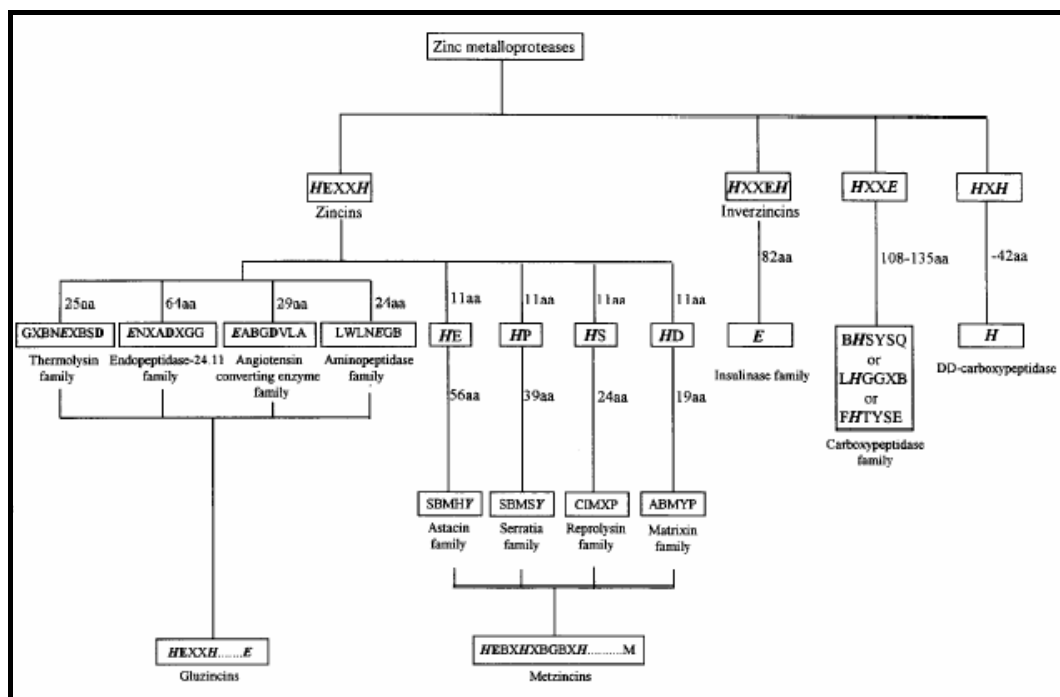 Zinc metalloproteases
HEXXH
Zincins
HXXEH
Inverzincins
HXXE
HXH
25aa
64aa
29aa
24aa
11aa
11aa
11aa
11aa
82aa
108-135aa
-42aa
GXBNEXBSD
Thermolysin
family
ENXADXGG
Endopeptidase-24.11
family
EABGDVLA
Angiotensin
converting enzyme
family
LWLNEGB
Aminopeptidase
family
HE
HP
HS
HD
E
Insulinase family
BHSYSQ
or
LHGGXB
or
FHTYSE
Carboxypeptidase
family
H
DD-carboxypeptidase
56aa
39aa
24aa
19aa
SBMHY
Astacin
family
SBMSY
Serratia
family
CIMXP
Reprolysin
family
ABMYP
Matrixin
family
HEXXH.......E
Gluzincins
HEBXHXBGBXH..........M
Metzincins